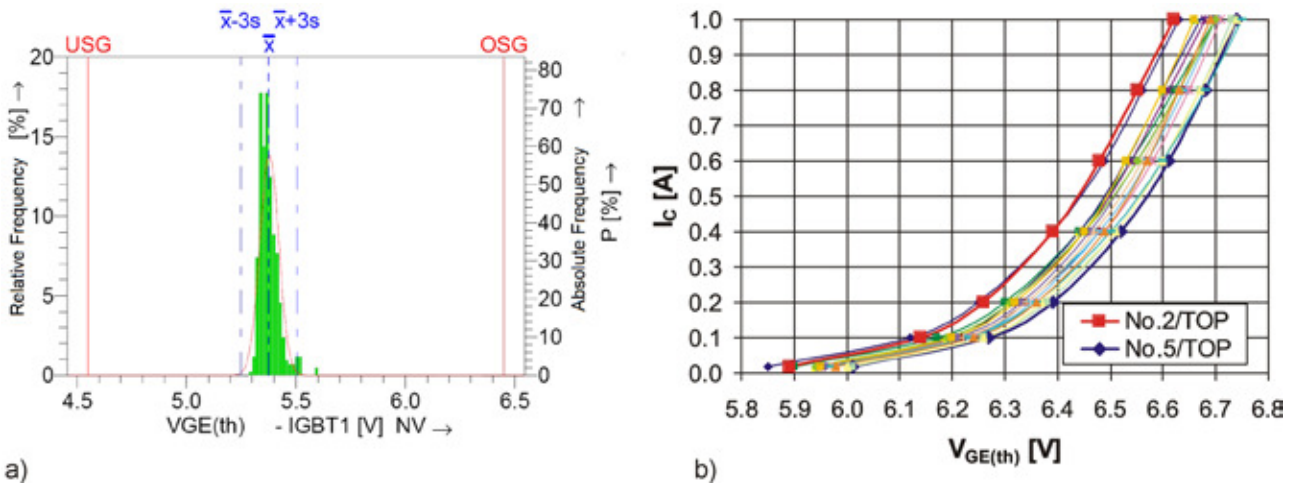 x̄-3s x̄+3s
USG x̄ OSG
20
15
10
5
0
Relative Frequency [%] →
80
70
60
50
40
30
20
10
0
Absolute Frequency →
P [%] →
4.5 5.0 5.5 6.0 6.5
VGE(th) - IGBT1 [V] NV →
a)
1.0
0.9
0.8
0.7
0.6
0.5
0.4
0.3
0.2
0.1
0.0
I_C [A]
No.2/TOP
No.5/TOP
5.8 5.9 6.0 6.1 6.2 6.3 6.4 6.5 6.6 6.7 6.8
V_GE(th) [V]
b)